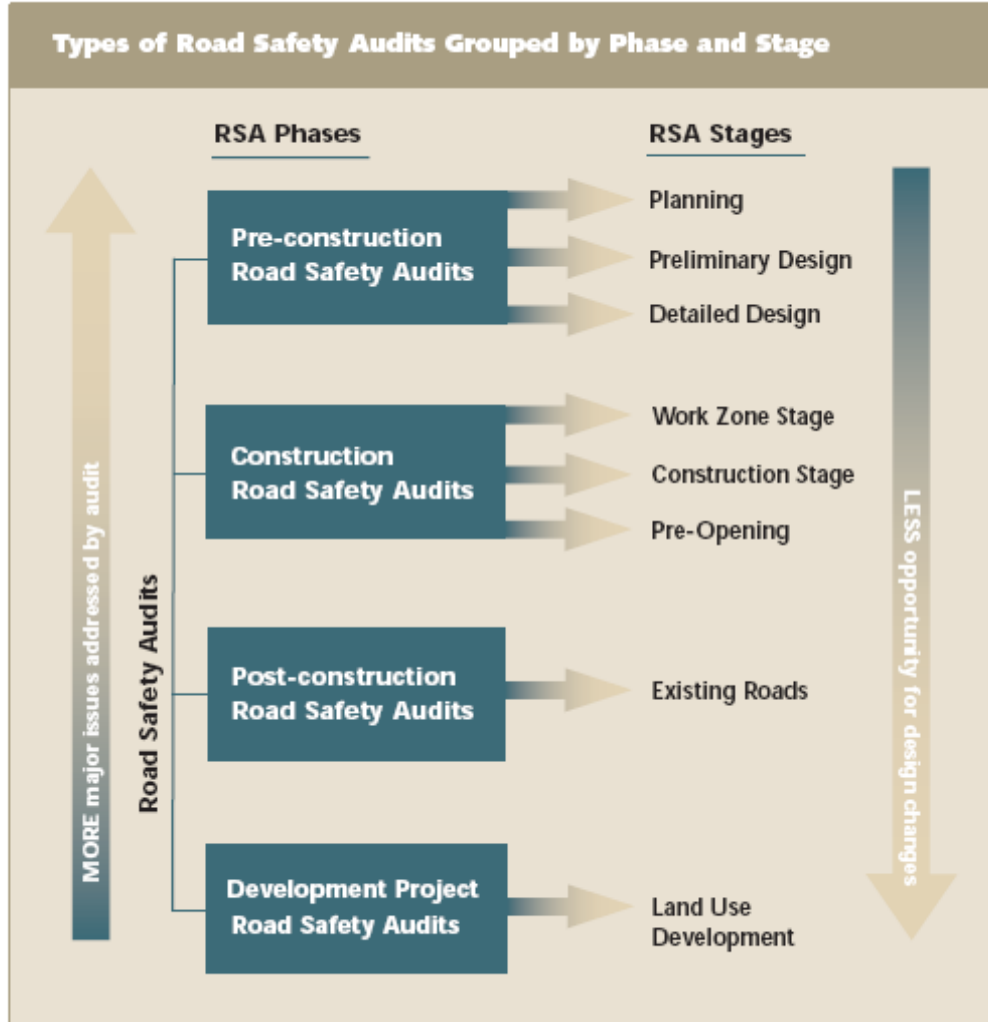 Types of Road Safety Audits Grouped by Phase and Stage
RSA Phases
RSA Stages
MORE major issues addressed by audit
Road Safety Audits
Pre-construction
Road Safety Audits
Planning
Preliminary Design
Detailed Design
Construction
Road Safety Audits
Work Zone Stage
Construction Stage
Pre-Opening
Post-construction
Road Safety Audits
Existing Roads
Development Project
Road Safety Audits
Land Use
Development
LESS opportunity for design changes